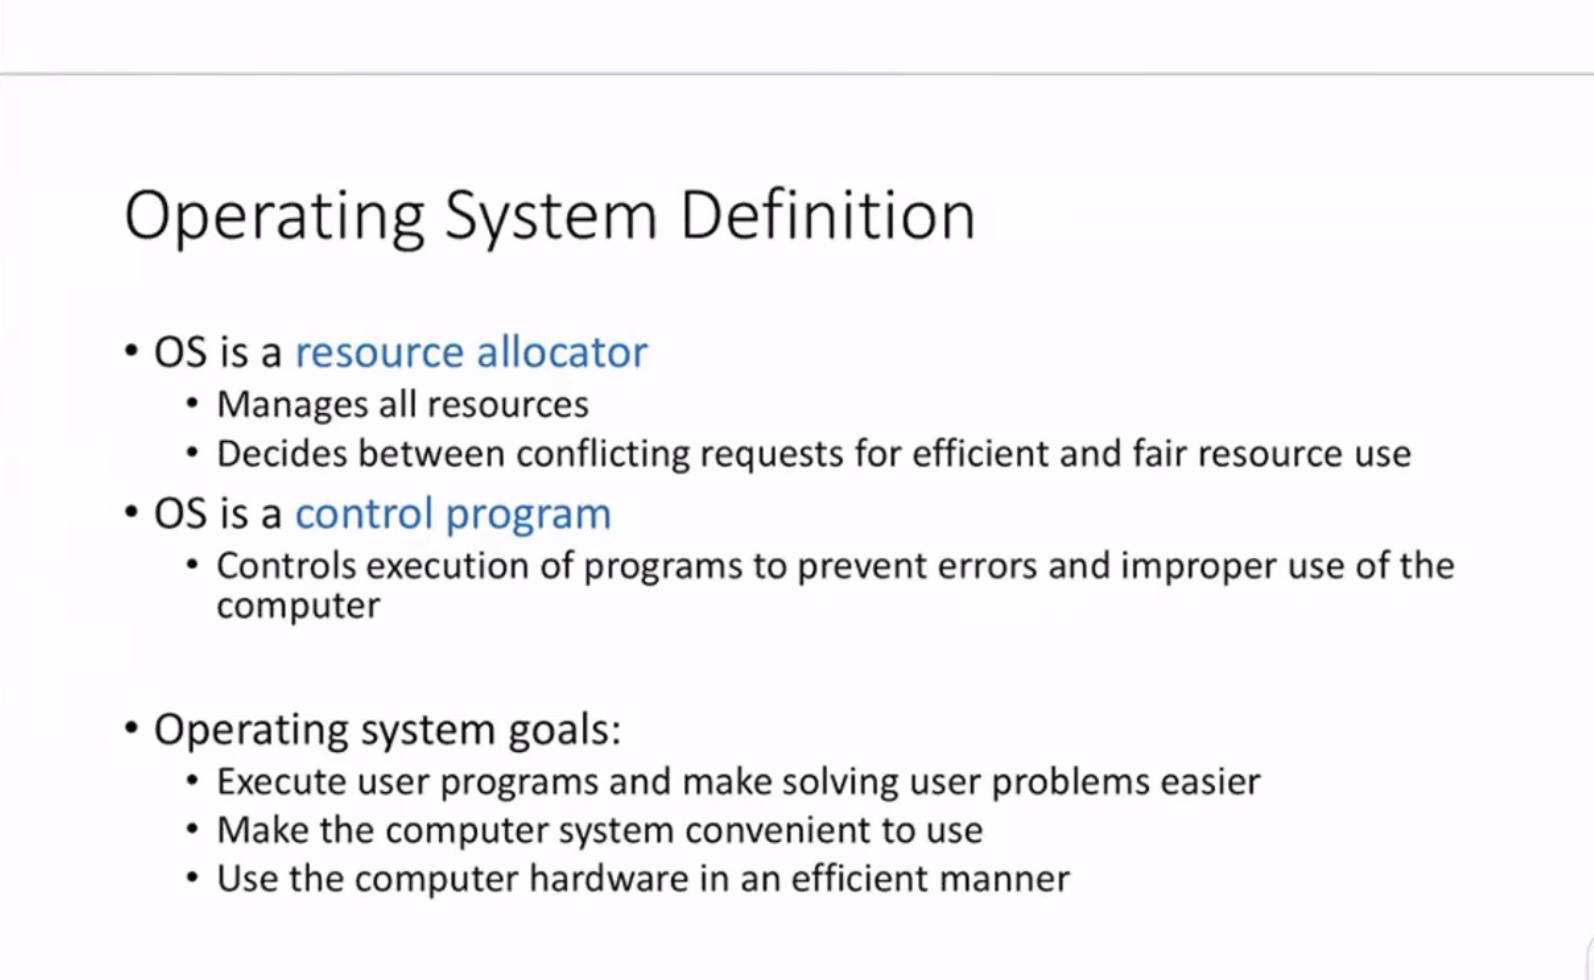 Operating System Definition
• OS is a resource allocator
• Manages all resources
• Decides between conflicting requests for efficient and fair resource use
• OS is a control program
• Controls execution of programs to prevent errors and improper use of the
computer
• Operating system goals:
• Execute user programs and make solving user problems easier
• Make the computer system convenient to use
• Use the computer hardware in an efficient manner